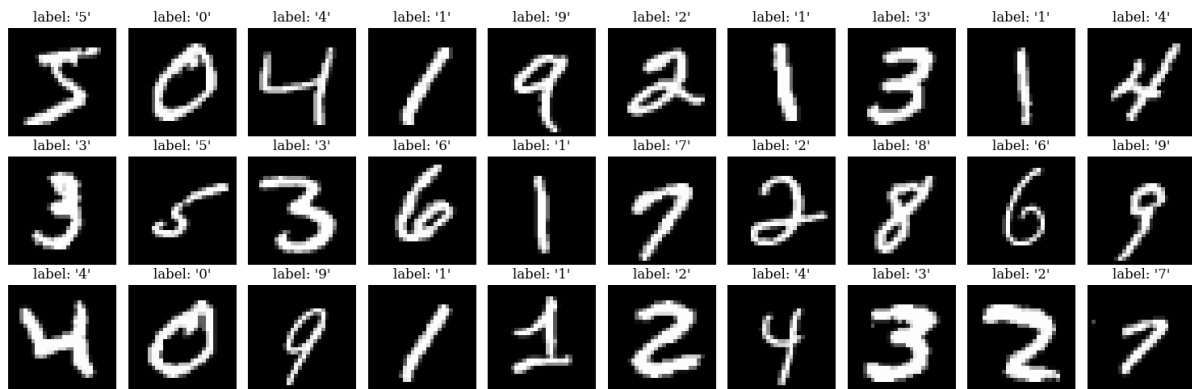 label: '5' label: '0' label: '4' label: '1' label: '9' label: '2' label: '1' label: '3' label: '1' label: '4'
5 0 4 1 9 2 1 3 1 4
label: '3' label: '5' label: '3' label: '6' label: '1' label: '7' label: '2' label: '8' label: '6' label: '9'
3 5 3 6 1 7 2 8 6 9
label: '4' label: '0' label: '9' label: '1' label: '1' label: '2' label: '4' label: '3' label: '2' label: '7'
4 0 9 1 1 2 4 3 2 7